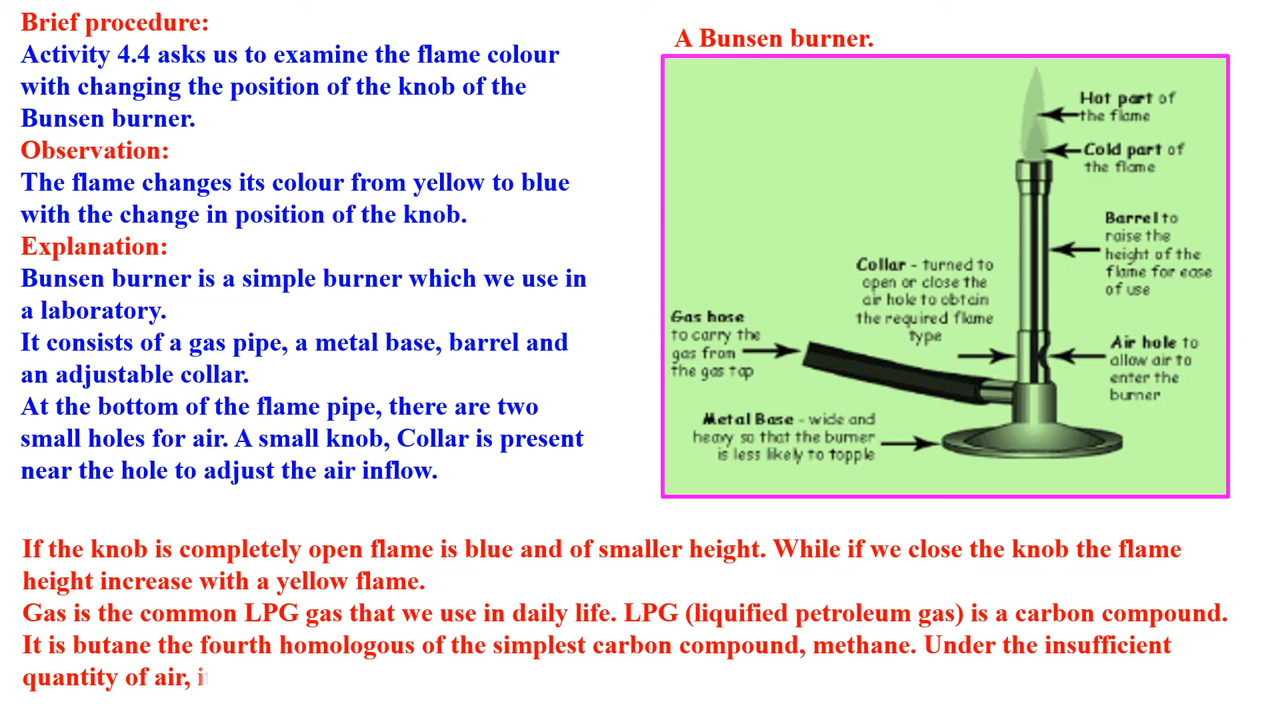 Brief procedure:
Activity 4.4 asks us to examine the flame colour
with changing the position of the knob of the
Bunsen burner.
Observation:
The flame changes its colour from yellow to blue
with the change in position of the knob.
Explanation:
Bunsen burner is a simple burner which we use in
a laboratory.
It consists of a gas pipe, a metal base, barrel and
an adjustable collar.
At the bottom of the flame pipe, there are two
small holes for air. A small knob, Collar is present
near the hole to adjust the air inflow.
A Bunsen burner.
Hot part of
the flame
Cold part of
the flame
Barrel to
raise the
height of the
flame for ease
of use
Collar - turned to
open or close the
air hole to obtain
the required flame
type
Gas hose
to carry the
gas from
the gas tap
Air hole to
allow air to
enter the
burner
Metal Base - wide and
heavy so that the burner
is less likely to topple
If the knob is completely open flame is blue and of smaller height. While if we close the knob the flame
height increase with a yellow flame.
Gas is the common LPG gas that we use in daily life. LPG (liquified petroleum gas) is a carbon compound.
It is butane the fourth homologous of the simplest carbon compound, methane. Under the insufficient
quantity of air,